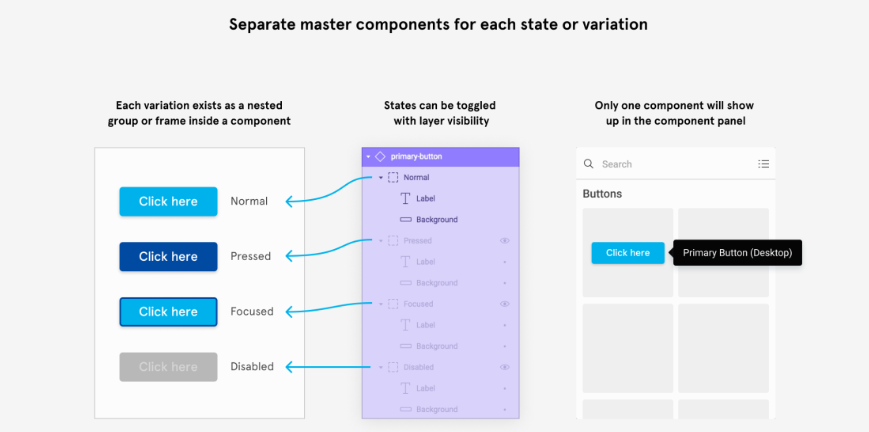 Separate master components for each state or variation
Each variation exists as a nested
group or frame inside a component
Click here
Normal
Click here
Pressed
Click here
Focused
Click here
Disabled
States can be toggled
with layer visibility
primary-button
Normal
Label
Background
Pressed
Label
Background
Focused
Label
Background
Disabled
Label
Background
Only one component will show
up in the component panel
Search
Buttons
Click here
Primary Button (Desktop)